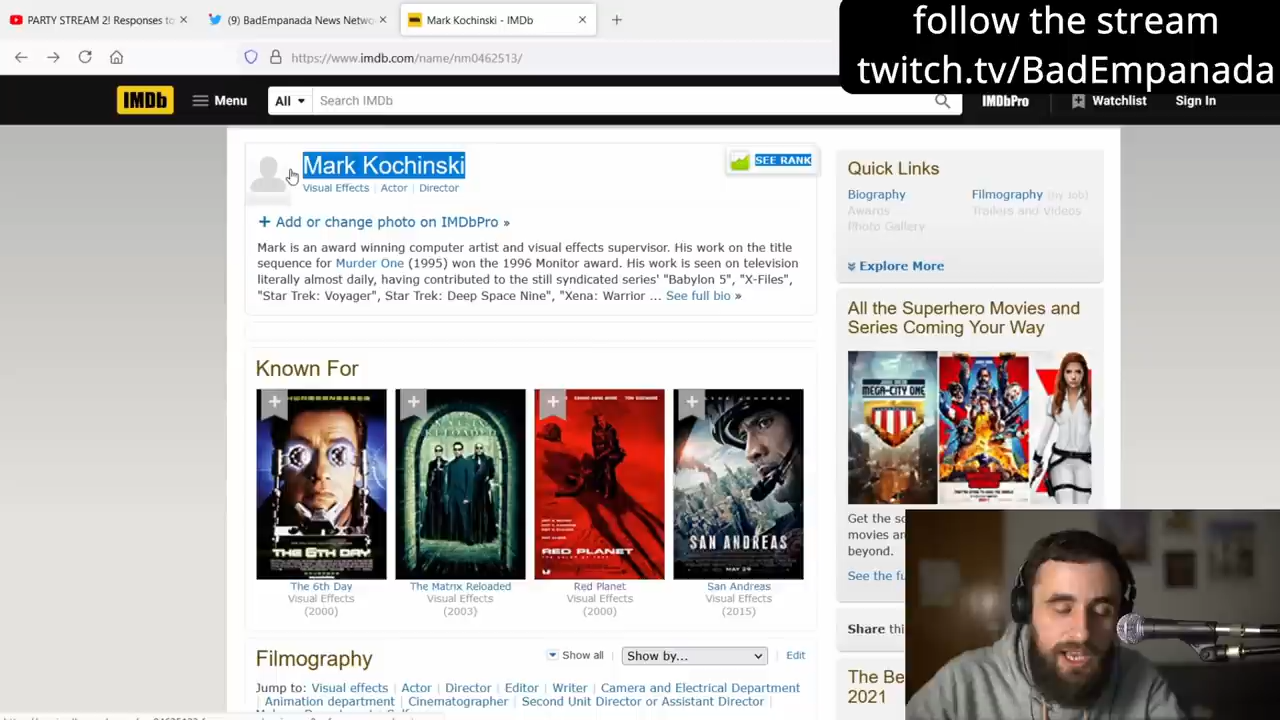 PARTY STREAM 2! Responses to
(9) BadEmpanada News Netwo
Mark Kochinski - IMDb
follow the stream
twitch.tv/BadEmpanada
https://www.imdb.com/name/nm0462513/
IMDb
Menu
All
Search IMDb
IMDbPro
Watchlist
Sign In
Mark Kochinski
SEE RANK
Visual Effects | Actor | Director
+ Add or change photo on IMDbPro »
Mark is an award winning computer artist and visual effects supervisor. His work on the title
sequence for Murder One (1995) won the 1996 Monitor award. His work is seen on television
literally almost daily, having contributed to the still syndicated series' "Babylon 5", "X-Files",
"Star Trek: Voyager", Star Trek: Deep Space Nine", "Xena: Warrior ... See full bio »
Quick Links
Biography
Filmography (by Job)
Awards
Trailers and Videos
Photo Gallery
Explore More
All the Superhero Movies and
Series Coming Your Way
MEGA-CITY ONE
Get the sc
movies an
beyond.
See the fu
Share thi
The Be
2021
Known For
THE 6TH DAY
RED PLANET
SAN ANDREAS
MAY 29
The 6th Day
Visual Effects
(2000)
The Matrix Reloaded
Visual Effects
(2003)
Red Planet
Visual Effects
(2000)
San Andreas
Visual Effects
(2015)
Filmography
Show all
Show by...
Edit
Jump to: Visual effects | Actor | Director | Editor | Writer | Camera and Electrical Department
| Animation department | Cinematographer | Second Unit Director or Assistant Director |